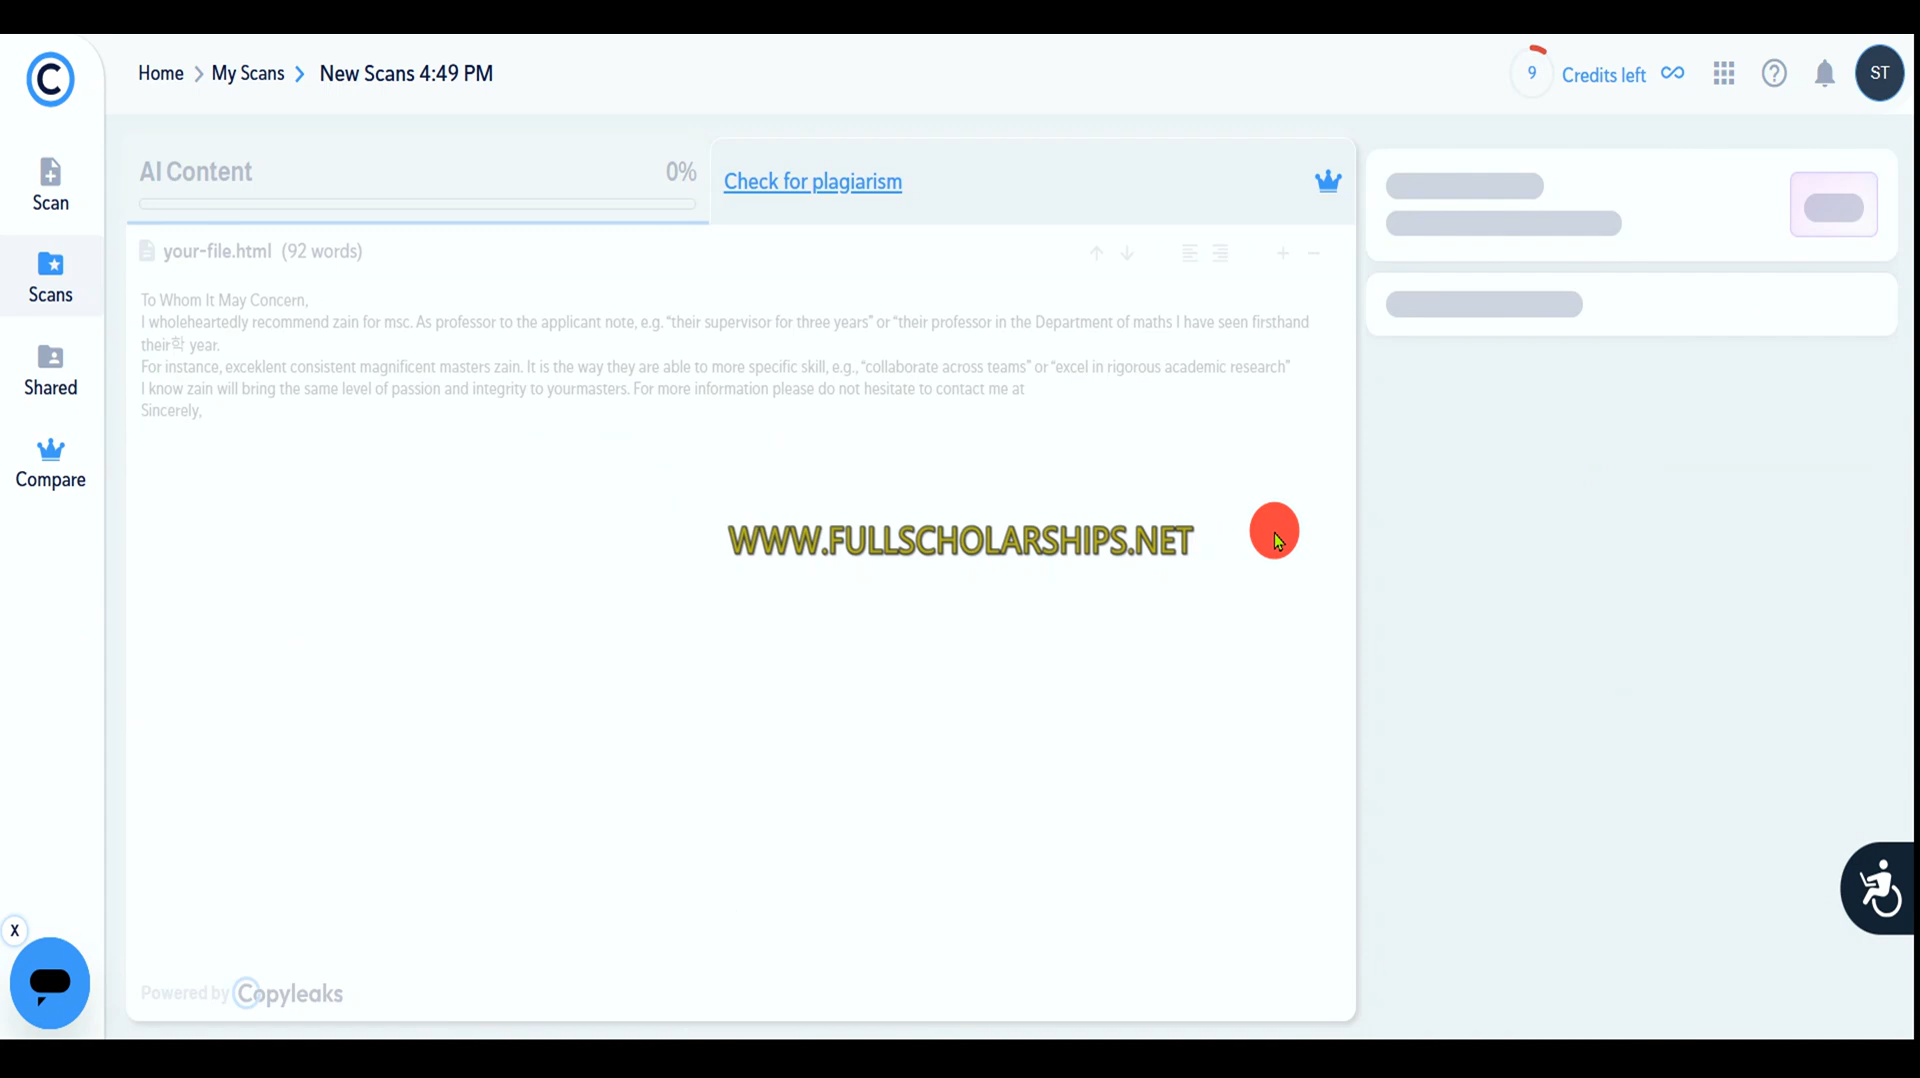 Home > My Scans > New Scans 4:49 PM
9 Credits left
ST
Scan
Scans
Shared
Compare
AI Content 0%
Check for plagiarism
your-file.html (92 words)
To Whom It May Concern,
I wholeheartedly recommend zain for msc. As professor to the applicant note, e.g. “their supervisor for three years” or “their professor in the Department of maths I have seen firsthand
their학 year.
For instance, exceklent consistent magnificent masters zain. It is the way they are able to more specific skill, e.g., “collaborate across teams” or “excel in rigorous academic research”
I know zain will bring the same level of passion and integrity to yourmasters. For more information please do not hesitate to contact me at
Sincerely,
WWW.FULLSCHOLARSHIPS.NET
X
Powered by Copyleaks